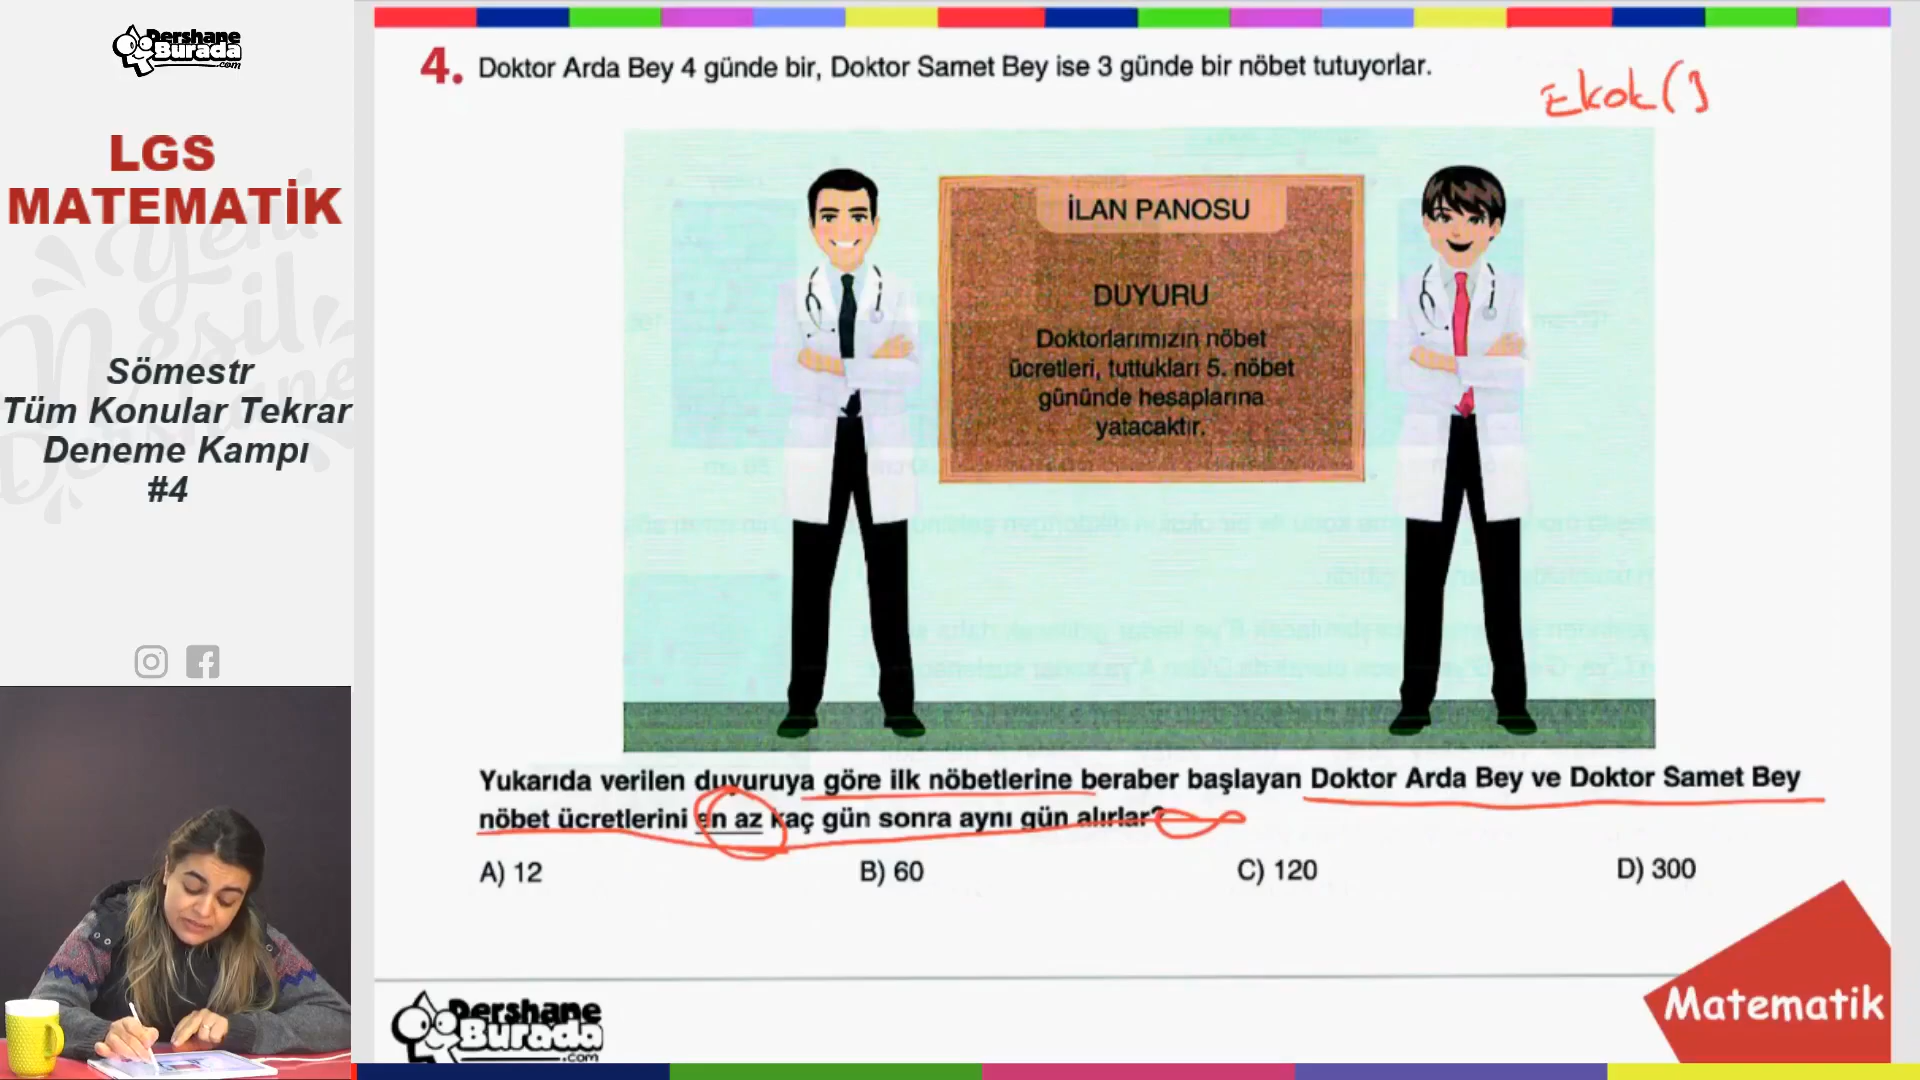 Dershane
Burada
.com
LGS
MATEMATİK
Sömestr
Tüm Konular Tekrar
Deneme Kampı
#4
4. Doktor Arda Bey 4 günde bir, Doktor Samet Bey ise 3 günde bir nöbet tutuyorlar.
Ekok(3
İLAN PANOSU
DUYURU
Doktorlarımızın nöbet
ücretleri, tuttukları 5. nöbet
gününde hesaplarına
yatacaktır.
Yukarıda verilen duyuruya göre ilk nöbetlerine beraber başlayan Doktor Arda Bey ve Doktor Samet Bey
nöbet ücretlerini en az kaç gün sonra aynı gün alırlar?
A) 12 B) 60 C) 120 D) 300
Matematik
Dershane
Burada
.com